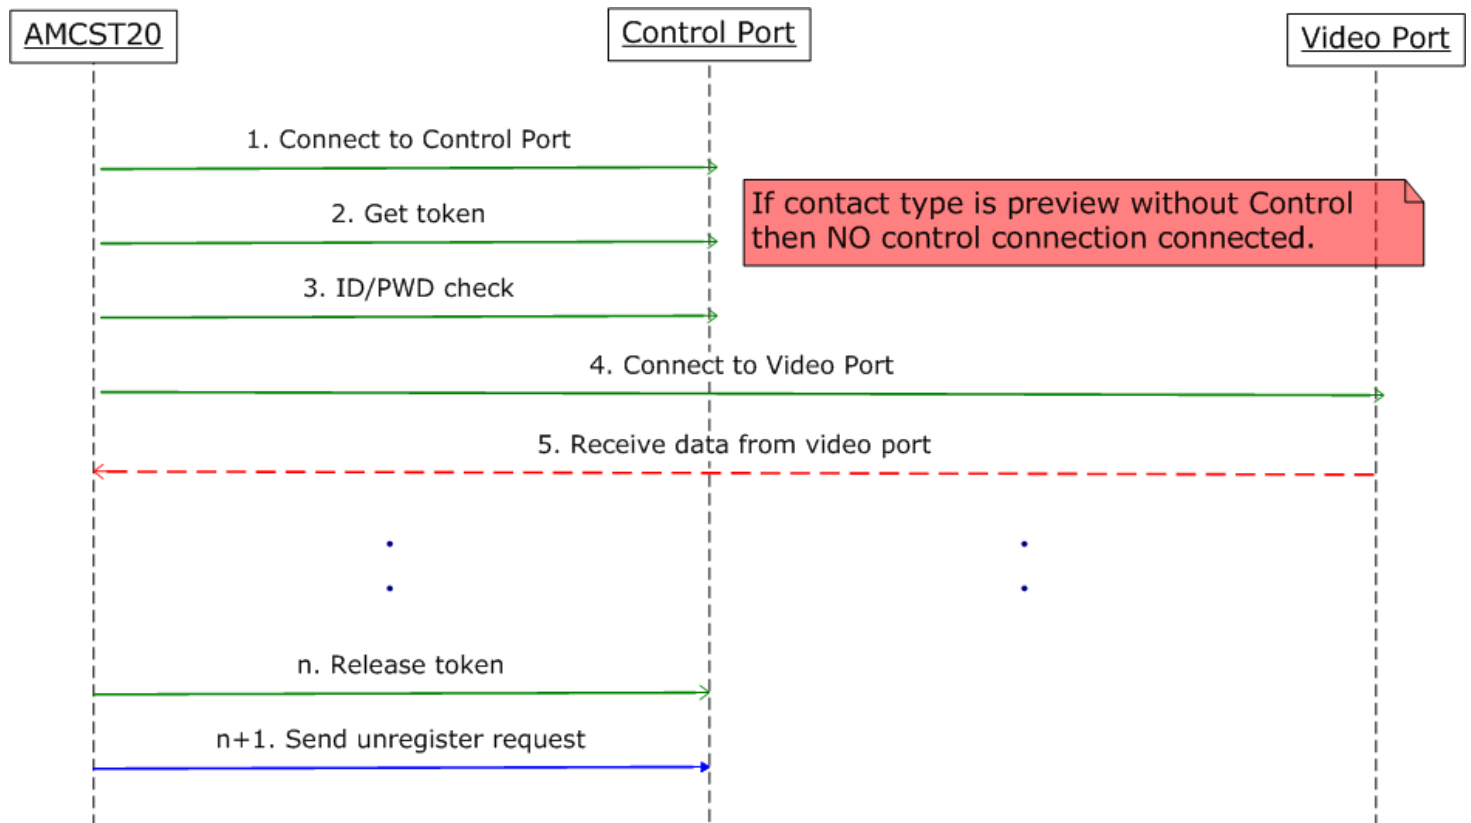 AMCST20
Control Port
Video Port
1. Connect to Control Port
2. Get token
If contact type is preview without Control
then NO control connection connected.
3. ID/PWD check
4. Connect to Video Port
5. Receive data from video port
n. Release token
n+1. Send unregister request